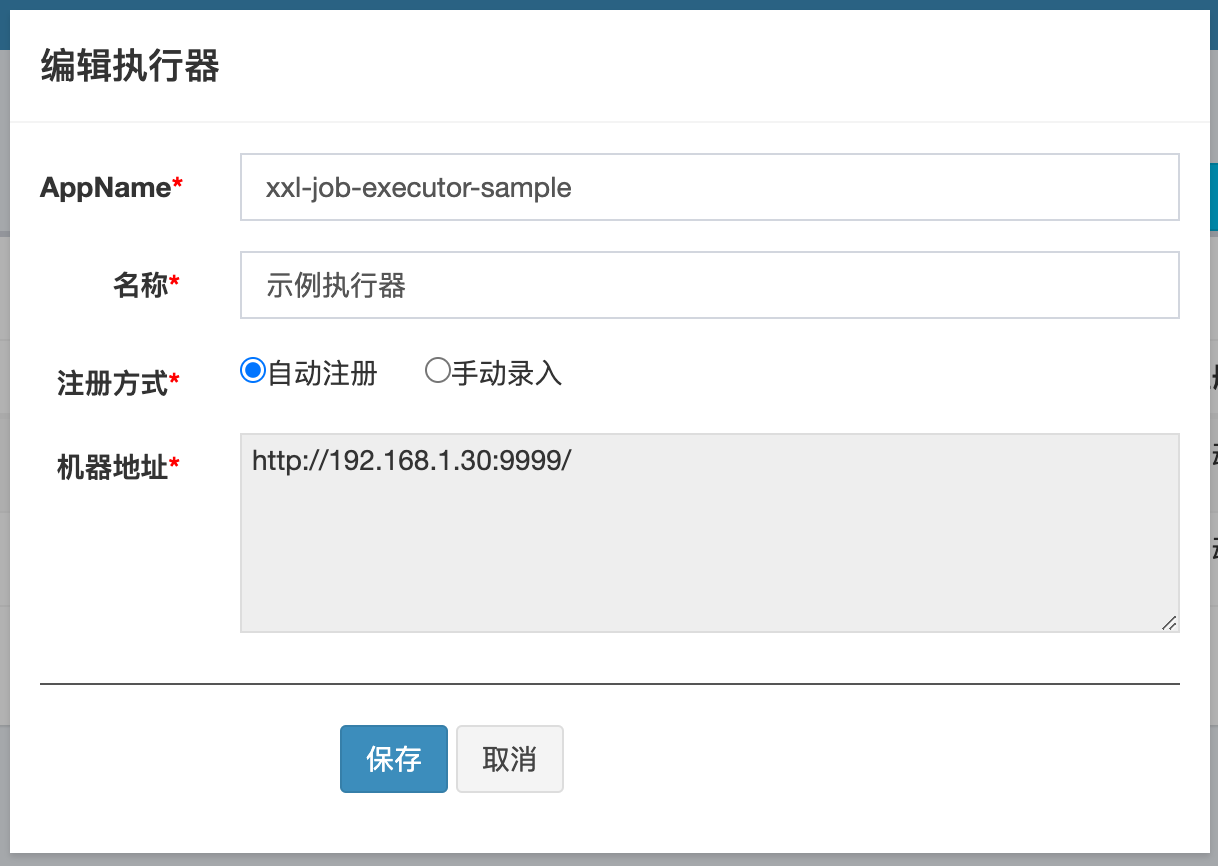 编辑执行器
AppName*
xxl-job-executor-sample
名称*
示例执行器
注册方式*
自动注册
手动录入
机器地址*
http://192.168.1.30:9999/
保存
取消